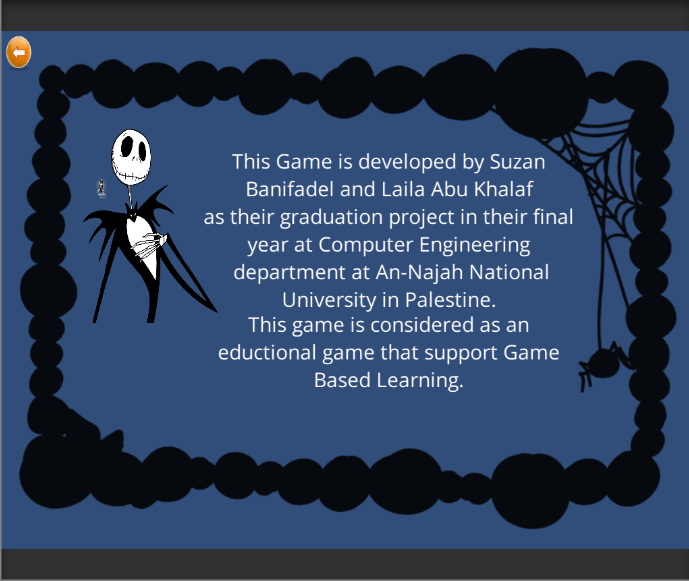 This Game is developed by Suzan
Banifadel and Laila Abu Khalaf
as their graduation project in their final
year at Computer Engineering
department at An-Najah National
University in Palestine.
This game is considered as an
eductional game that support Game
Based Learning.